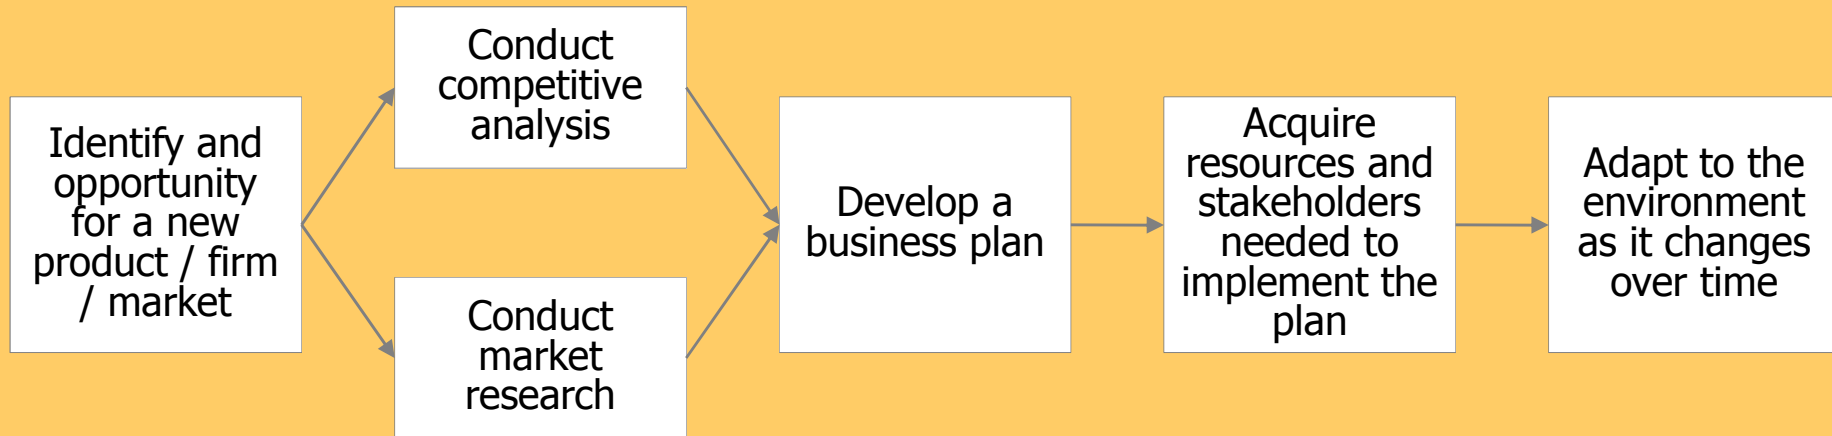 Identify and
opportunity
for a new
product / firm
/ market
Conduct
competitive
analysis
Conduct
market
research
Develop a
business plan
Acquire
resources and
stakeholders
needed to
implement the
plan
Adapt to the
environment
as it changes
over time